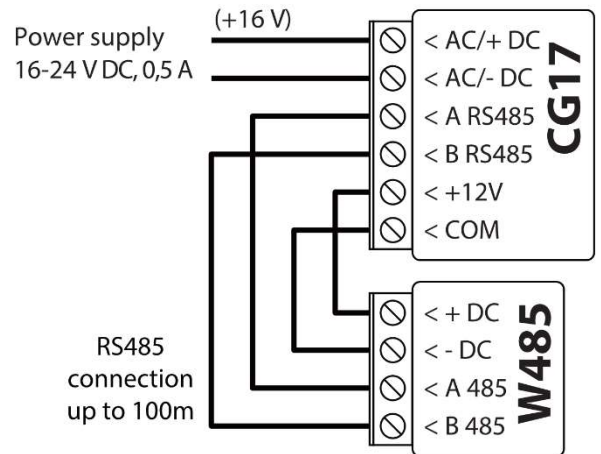 (+16 V)
Power supply
16-24 V DC, 0,5 A
< AC/+ DC
< AC/- DC
< A RS485
< B RS485
< +12V
< COM
CG17
< + DC
< - DC
< A 485
< B 485
W485
RS485
connection
up to 100m